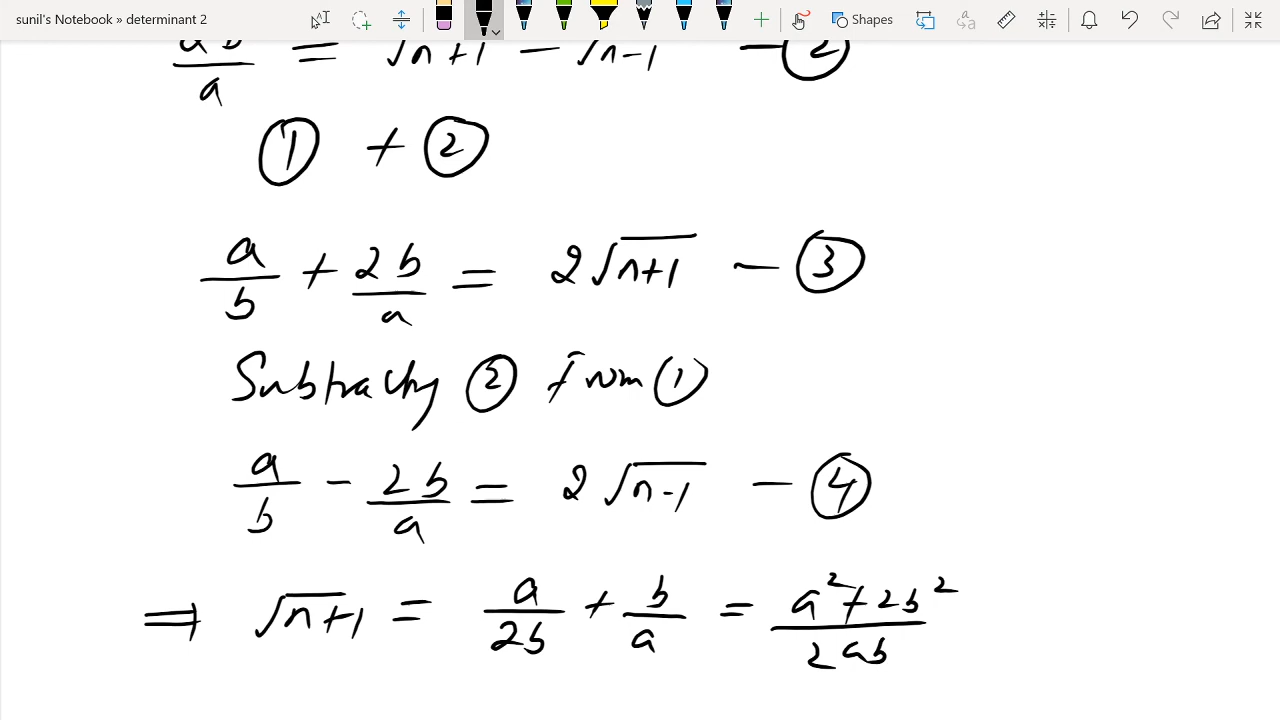 sunil's Notebook » determinant 2
Shapes
/a = √n+1 - √n-1 - ②
① + ②
a/b + 2b/a = 2√n+1 - ③
Subtracting ② from (1)
a/b - 2b/a = 2√n-1 - ④
⇒ √n+1 = a/2b + b/a = a²+2b²/2ab